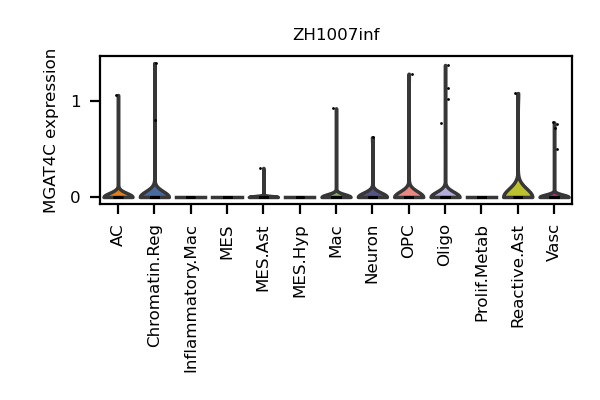 ZH1007inf
MGAT4C expression
1
0
AC
Chromatin.Reg
Inflammatory.Mac
MES
MES.Ast
MES.Hyp
Mac
Neuron
OPC
Oligo
Prolif.Metab
Reactive.Ast
Vasc